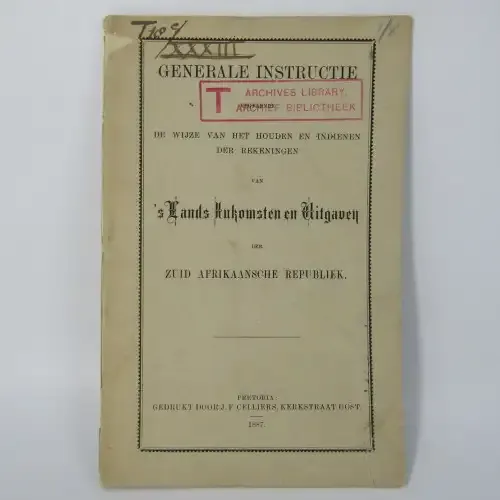 XXXIII
GENERALE INSTRUCTIE
T ARCHIVES LIBRARY.
ARCHIEF BIBLIOTHEEK
DE WIJZE VAN HET HOUDEN EN INDIENEN
DER REKENINGEN
VAN
's Lands Inkomsten en Uitgaven
DER
ZUID AFRIKAANSCHE REPUBLIEK.
PRETORIA:
GEDRUKT DOOR J. F. CELLIERS, KERKSTRAAT OOST.
1887.